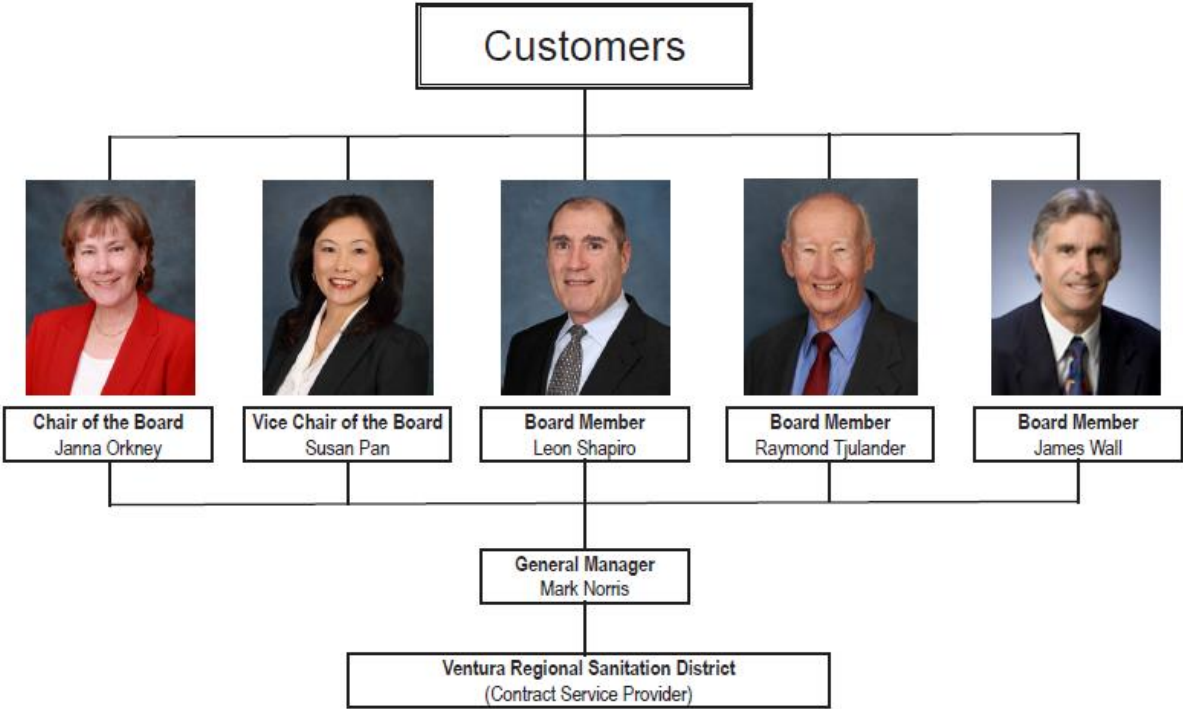 Customers
Chair of the Board
Janna Orkney
Vice Chair of the Board
Susan Pan
Board Member
Leon Shapiro
Board Member
Raymond Tjulander
Board Member
James Wall
General Manager
Mark Norris
Ventura Regional Sanitation District
(Contract Service Provider)